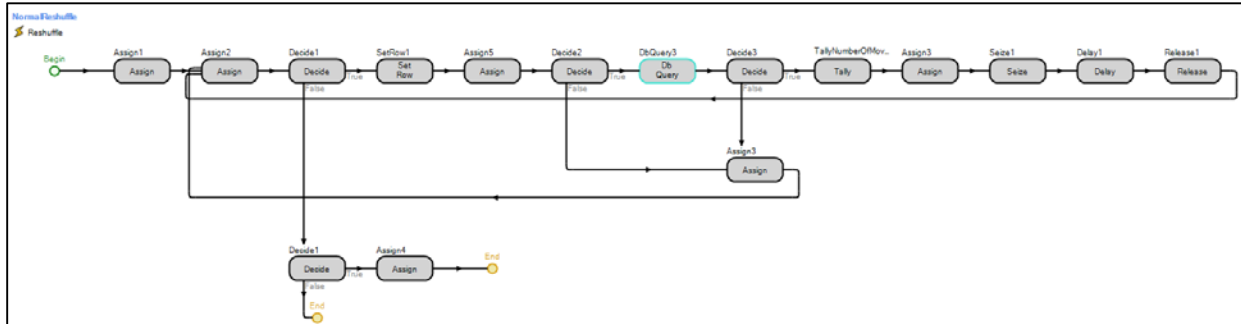 NormalReshuffle
Reshuffle
Begin
Assign1
Assign
Assign2
Assign
Decide1
Decide
True
False
SetRow1
Set
Row
Assign5
Assign
Decide2
Decide
True
False
DbQuery3
Db
Query
Decide3
Decide
True
False
TallyNumberOfMov...
Tally
Assign3
Assign
Seize1
Seize
Delay1
Delay
Release1
Release
Assign3
Assign
Decide1
Decide
True
False
Assign4
Assign
End
End